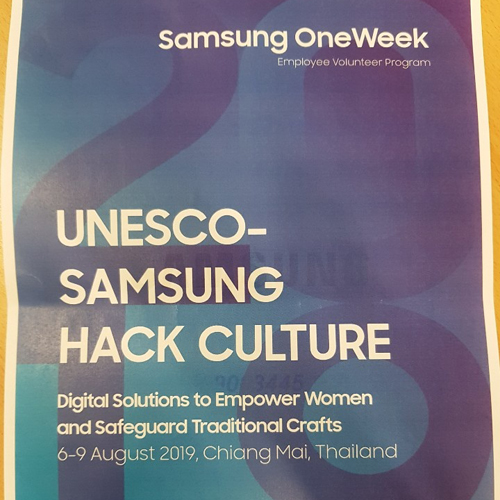 Samsung OneWeek
Employee Volunteer Program
UNESCO-
SAMSUNG
HACK CULTURE
Digital Solutions to Empower Women
and Safeguard Traditional Crafts
6-9 August 2019, Chiang Mai, Thailand